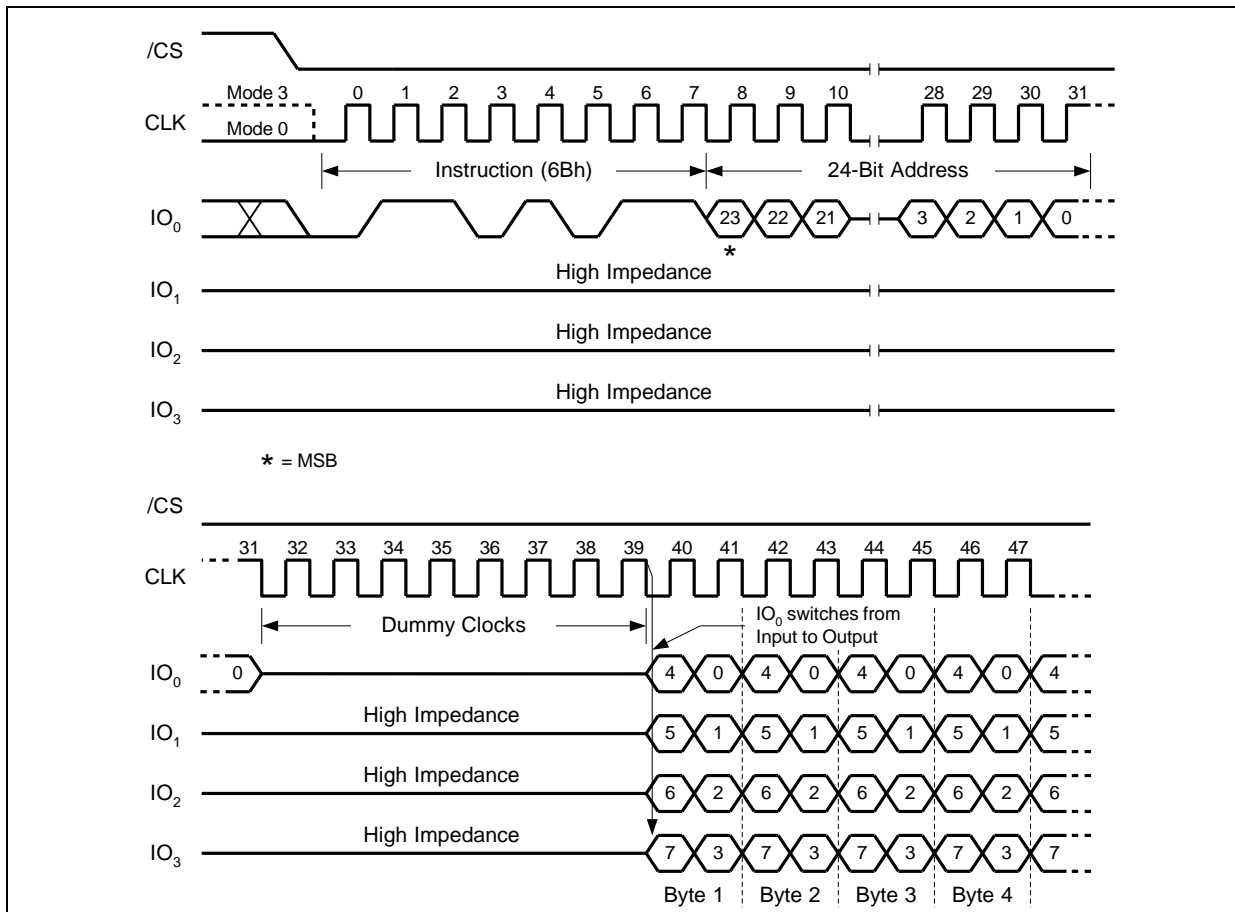 /CS
Mode 3 0 1 2 3 4 5 6 7 8 9 10 28 29 30 31
CLK
Mode 0
Instruction (6Bh) 24-Bit Address
IO0 23 22 21 3 2 1 0
*
High Impedance
IO1
High Impedance
IO2
High Impedance
IO3
* = MSB
/CS
31 32 33 34 35 36 37 38 39 40 41 42 43 44 45 46 47
CLK
Dummy Clocks
IO0 switches from
Input to Output
IO0 0 4 0 4 0 4 0 4 0 4
High Impedance
IO1 5 1 5 1 5 1 5 1 5
High Impedance
IO2 6 2 6 2 6 2 6 2 6
High Impedance
IO3 7 3 7 3 7 3 7 3 7
Byte 1 Byte 2 Byte 3 Byte 4